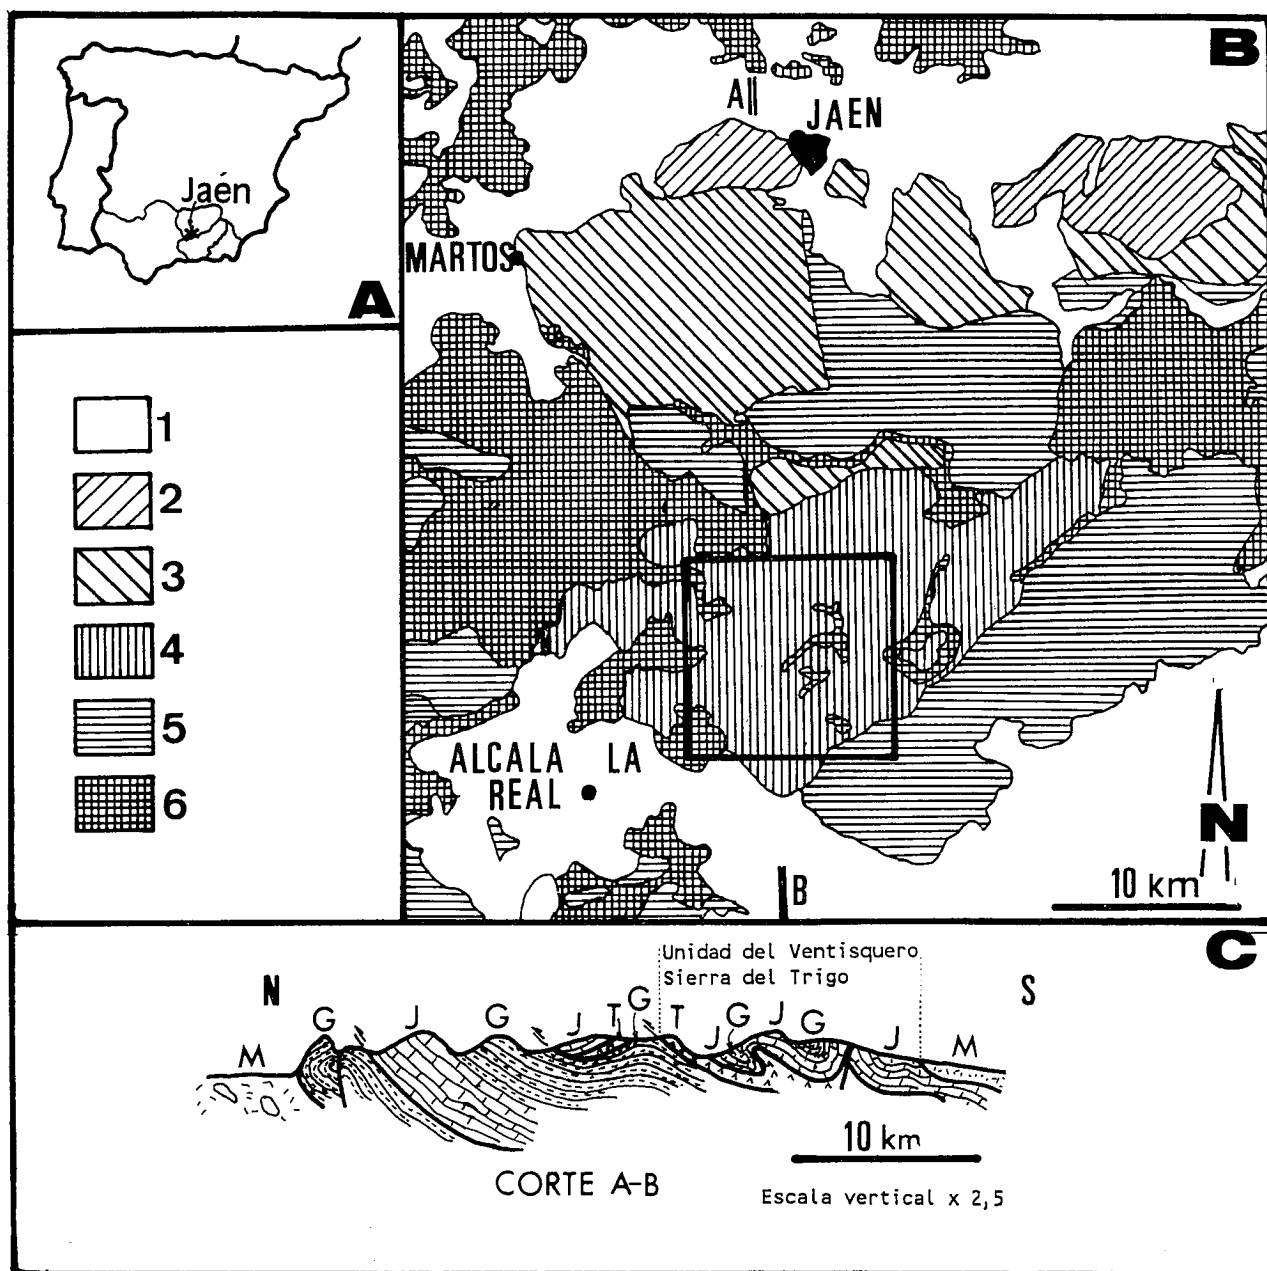 Jaén
A
B
A
JAEN
MARTOS
1
2
3
4
5
6
ALCALA LA
REAL
N
10 km
B
C
Unidad del Ventisquero
Sierra del Trigo
N
S
M G J G J T G T J G J G J M
10 km
CORTE A-B
Escala vertical x 2,5